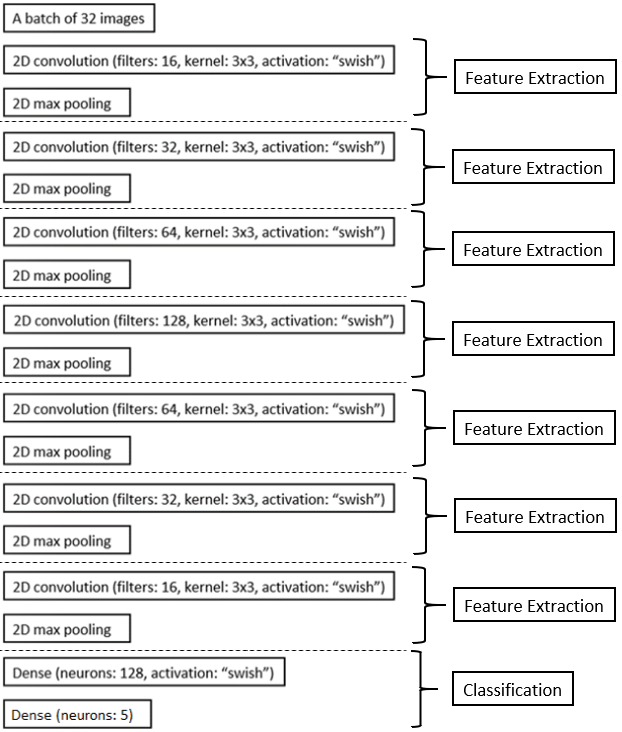 A batch of 32 images
2D convolution (filters: 16, kernel: 3x3, activation: “swish”)
Feature Extraction
2D max pooling
2D convolution (filters: 32, kernel: 3x3, activation: “swish”)
Feature Extraction
2D max pooling
2D convolution (filters: 64, kernel: 3x3, activation: “swish”)
Feature Extraction
2D max pooling
2D convolution (filters: 128, kernel: 3x3, activation: “swish”)
Feature Extraction
2D max pooling
2D convolution (filters: 64, kernel: 3x3, activation: “swish”)
Feature Extraction
2D max pooling
2D convolution (filters: 32, kernel: 3x3, activation: “swish”)
Feature Extraction
2D max pooling
2D convolution (filters: 16, kernel: 3x3, activation: “swish”)
Feature Extraction
2D max pooling
Dense (neurons: 128, activation: “swish”)
Classification
Dense (neurons: 5)